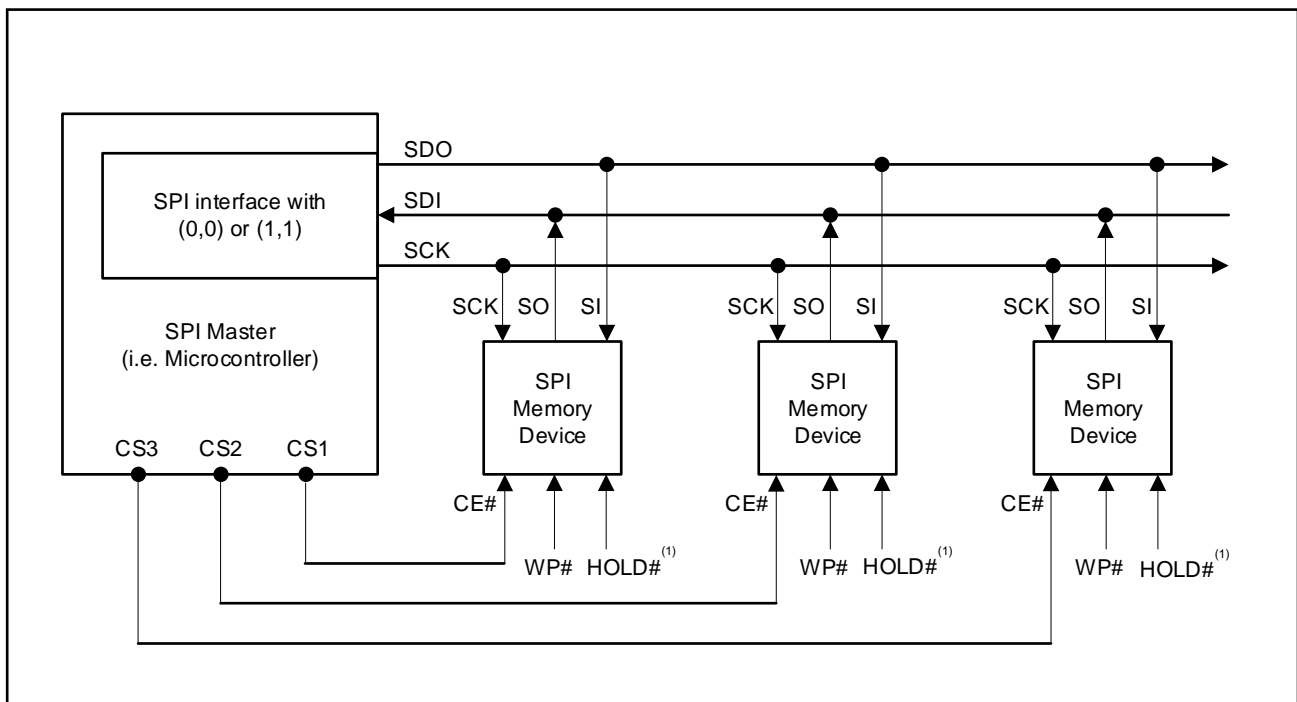 SDO
SPI interface with
(0,0) or (1,1)
SDI
SCK
SPI Master
(i.e. Microcontroller)
CS3 CS2 CS1
SCK SO SI
SPI
Memory
Device
CE#
WP# HOLD#(1)
SCK SO SI
SPI
Memory
Device
CE#
WP# HOLD#(1)
SCK SO SI
SPI
Memory
Device
CE#
WP# HOLD#(1)